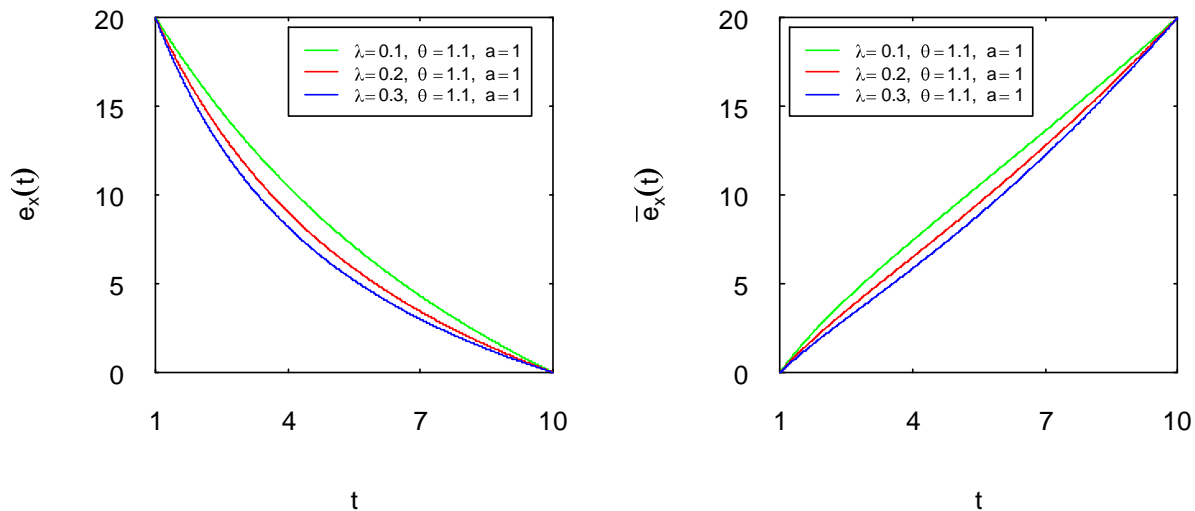 20
15
10
5
0
1 4 7 10
e_x(t)
t
λ=0.1, θ=1.1, a=1
λ=0.2, θ=1.1, a=1
λ=0.3, θ=1.1, a=1
20
15
10
5
0
1 4 7 10
e̅_x(t)
t
λ=0.1, θ=1.1, a=1
λ=0.2, θ=1.1, a=1
λ=0.3, θ=1.1, a=1